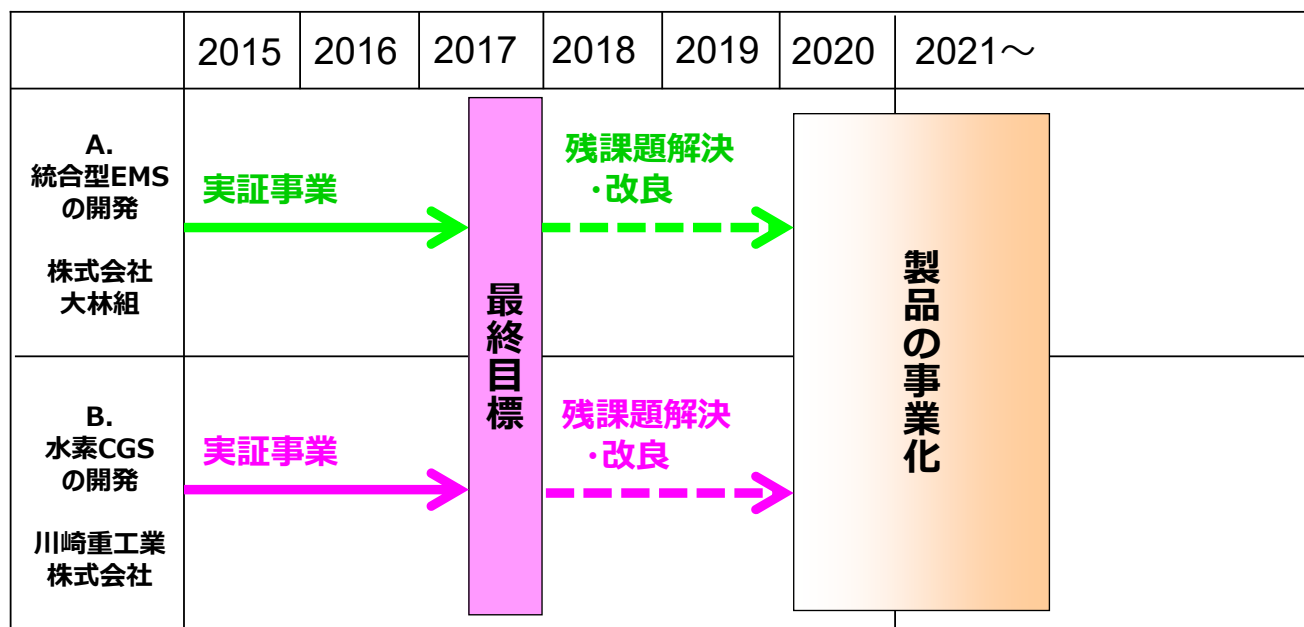 2015 2016 2017 2018 2019 2020 2021～
A.
統合型EMS
の開発
株式会社
大林組
実証事業
残課題解決
・改良
最終目標
製品の事業化
B.
水素CGS
の開発
川崎重工業
株式会社
実証事業
残課題解決
・改良